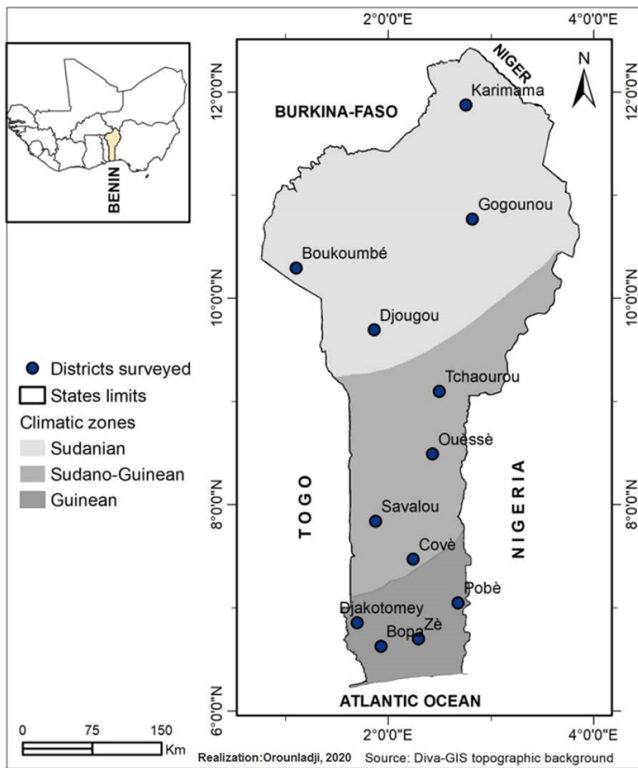 2°0'0"E
4°0'0"E
BENIN
N
12°0'0"N
12°0'0"N
NIGER
Karimama
BURKINA-FASO
Gogounou
Boukoumbé
10°0'0"N
10°0'0"N
Djougou
Tchaourou
Districts surveyed
States limits
Climatic zones
Sudanian
Sudano-Guinean
Guinean
Ouèssè
TOGO
NIGERIA
8°0'0"N
8°0'0"N
Savalou
Covè
Pobè
Djakotomey
Bopa
Zè
ATLANTIC OCEAN
6°0'0"N
6°0'0"N
0 75 150
Km
2°0'0"E
4°0'0"E
Realization:Orounladji, 2020 Source: Diva-GIS topographic background